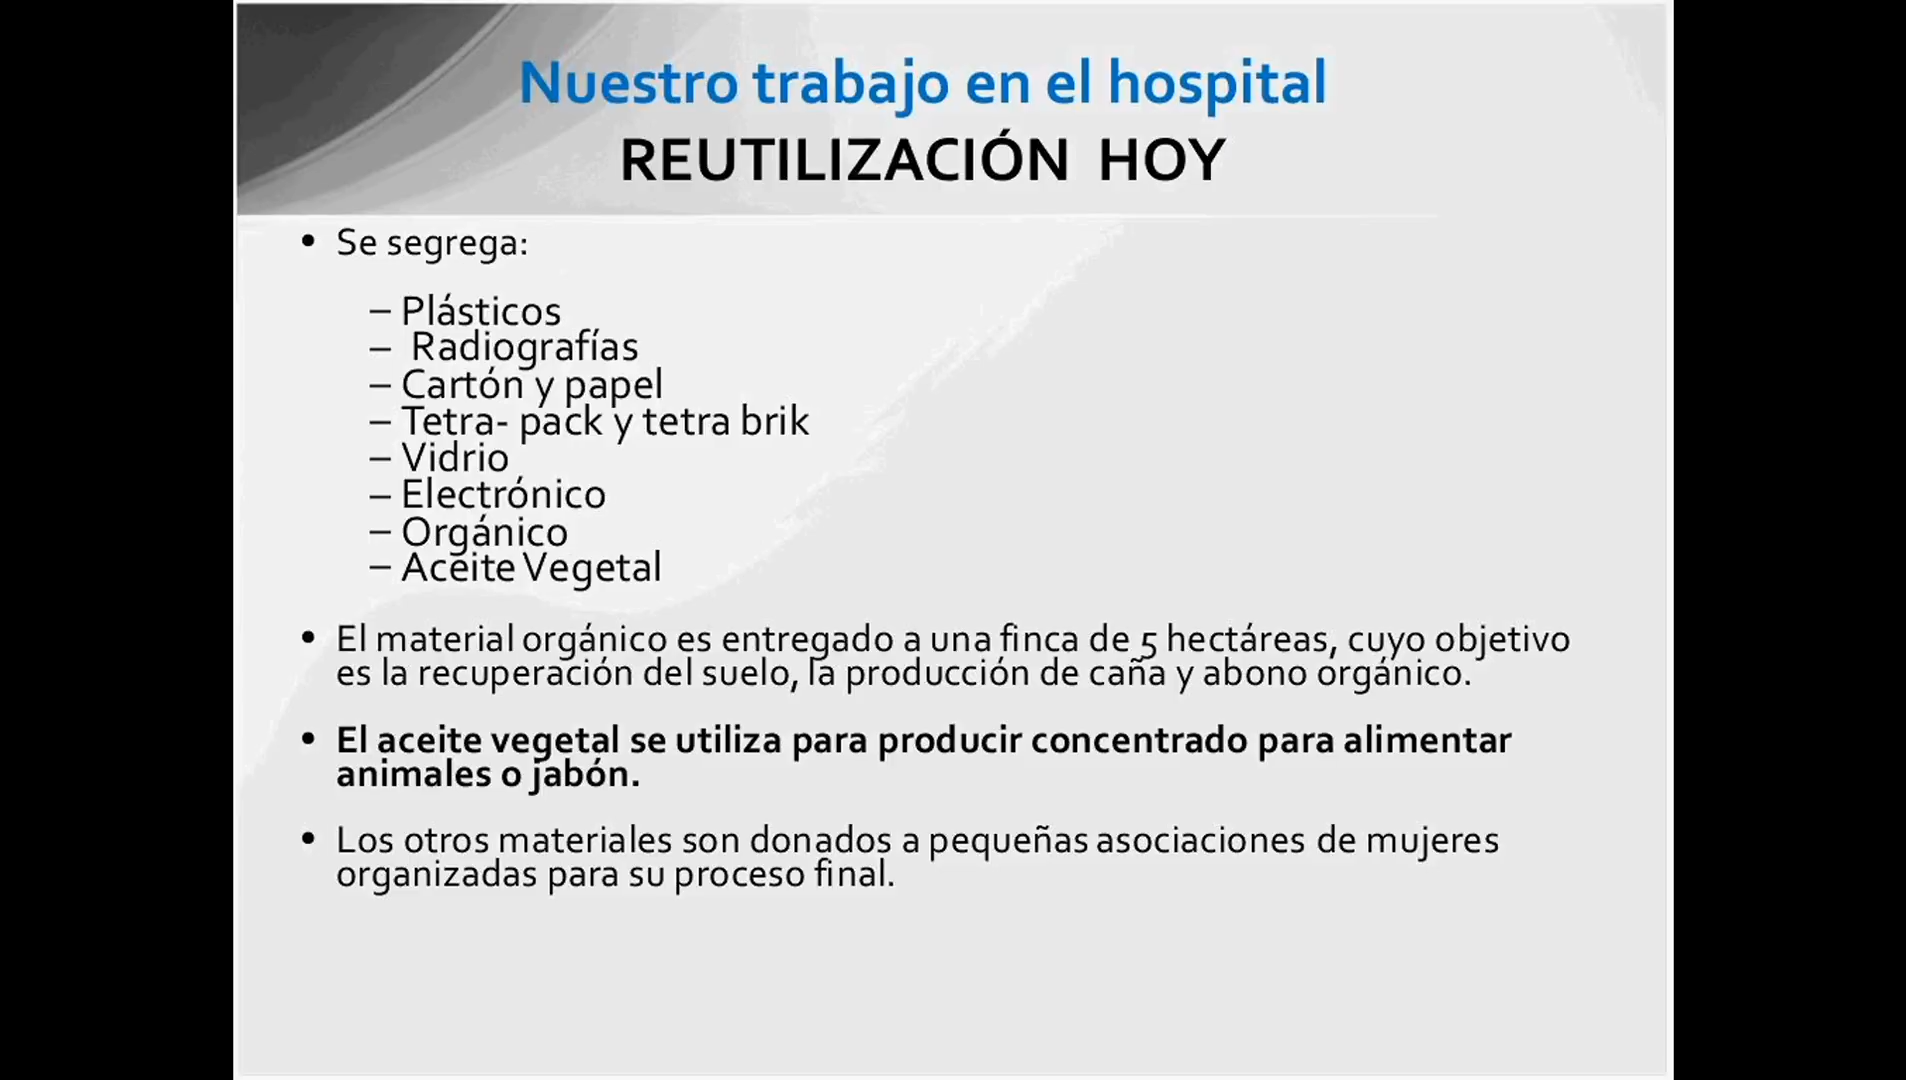 Nuestro trabajo en el hospital
REUTILIZACIÓN HOY
• Se segrega:
– Plásticos
– Radiografías
– Cartón y papel
– Tetra- pack y tetra brik
– Vidrio
– Electrónico
– Orgánico
– Aceite Vegetal
• El material orgánico es entregado a una finca de 5 hectáreas, cuyo objetivo
es la recuperación del suelo, la producción de caña y abono orgánico.
• El aceite vegetal se utiliza para producir concentrado para alimentar
animales o jabón.
• Los otros materiales son donados a pequeñas asociaciones de mujeres
organizadas para su proceso final.